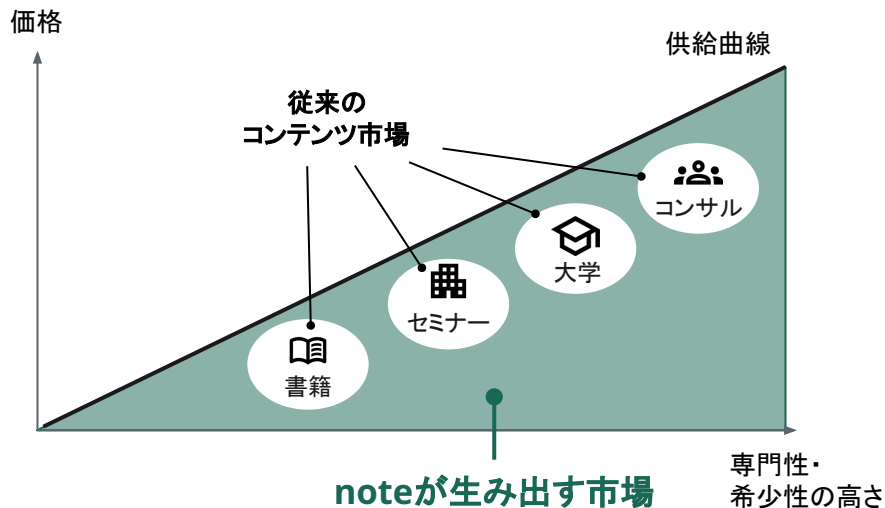 価格
供給曲線
従来の
コンテンツ市場
コンサル
大学
セミナー
書籍
noteが生み出す市場
専門性・
希少性の高さ